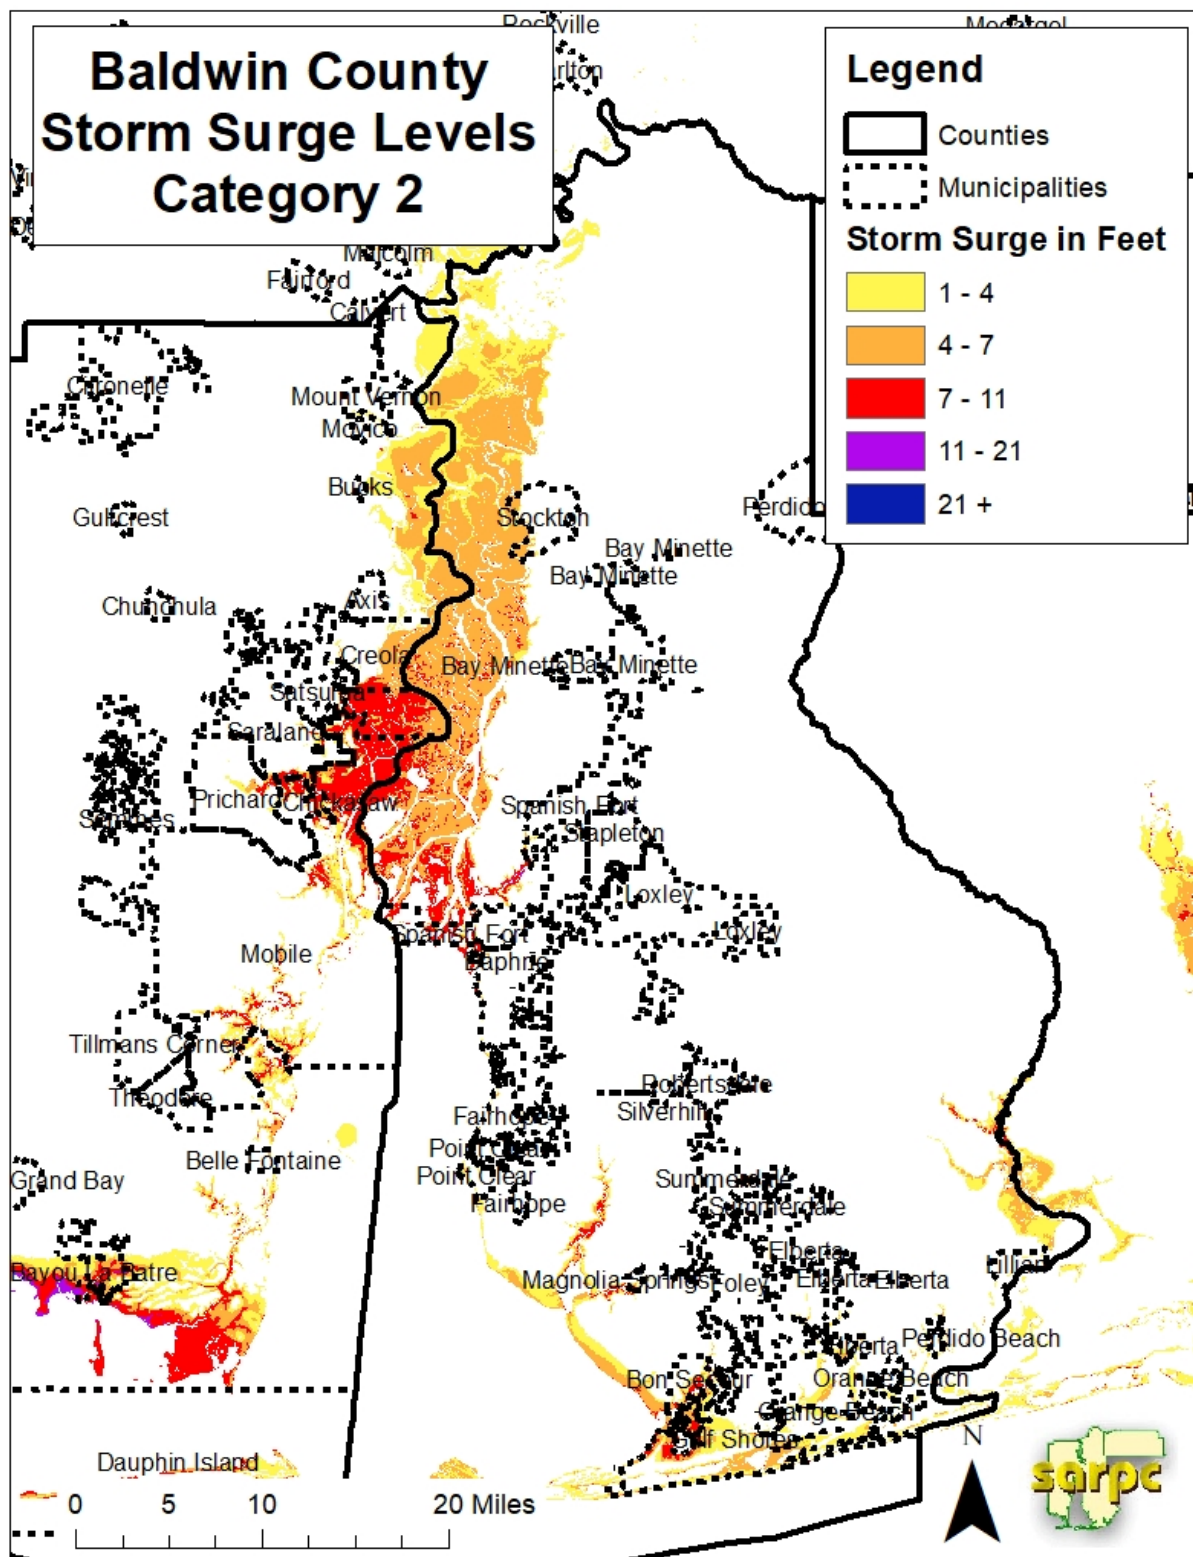 Rockville
Baldwin County
Storm Surge Levels
Category 2
Legend
Counties
Municipalities
Storm Surge in Feet
1 - 4
4 - 7
7 - 11
11 - 21
21 +
Malcolm
Fairford
Calvert
Citronelle
Mount Vernon
Movico
Bucks
Gulfcrest
Stockton
Perdido
Bay Minette
Bay Minette
Chunchula
Axis
Creola
Bay Minette
Bay Minette
Satsuma
Saraland
Prichard
Chickasaw
Spanish Fort
Semmes
Stapleton
Loxley
Loxley
Spanish Fort
Mobile
Daphne
Tillmans Corner
Theodore
Robertsdale
Silverhill
Fairhope
Point Clear
Belle Fontaine
Grand Bay
Point Clear
Summerdale
Fairhope
Summerdale
Elberta
Lillian
Bayou La Batre
Magnolia Springs
Foley
Elberta
Elberta
Elberta
Perdido Beach
Bon Secour
Orange Beach
Orange Beach
Gulf Shores
N
Dauphin Island
sarpc
0 5 10 20 Miles